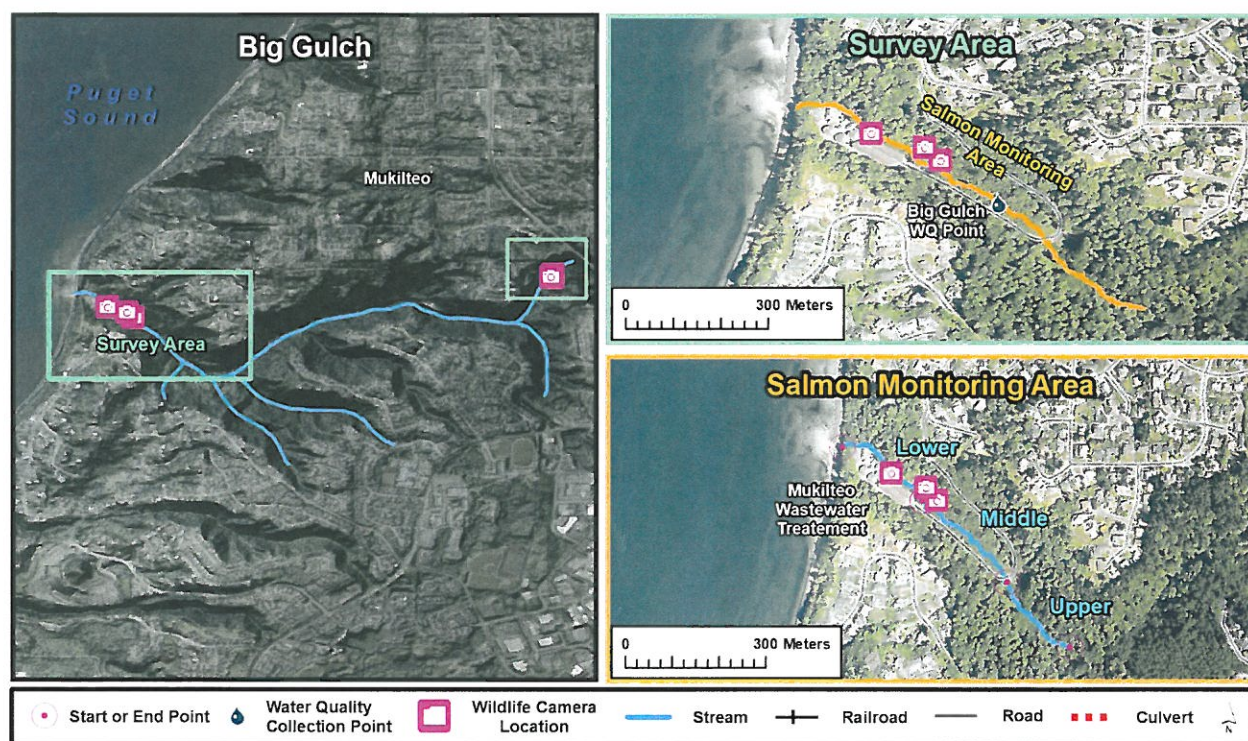 Big Gulch
Puget
Sound
Mukilteo
Survey Area
Survey Area
Salmon Monitoring
Area
Big Gulch
WQ Point
0 300 Meters
Salmon Monitoring Area
Lower
Mukilteo
Wastewater
Treatement
Middle
Upper
0 300 Meters
Start or End Point
Water Quality
Collection Point
Wildlife Camera
Location
Stream
Railroad
Road
Culvert
N